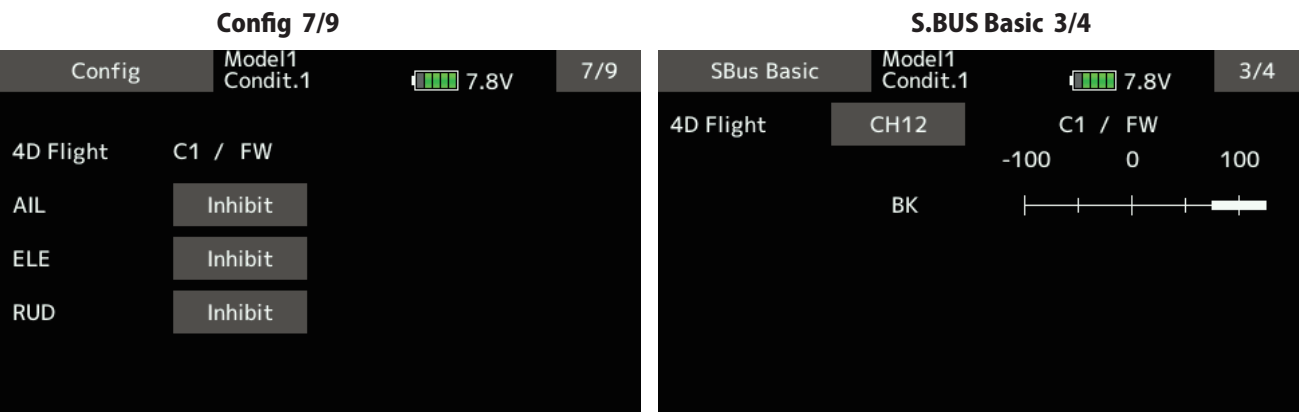 Config 7/9
Config
Model1
Condit.1
7.8V
7/9
4D Flight C1 / FW
AIL Inhibit
ELE Inhibit
RUD Inhibit
S.BUS Basic 3/4
SBus Basic
Model1
Condit.1
7.8V
3/4
4D Flight CH12 C1 / FW
-100 0 100
BK